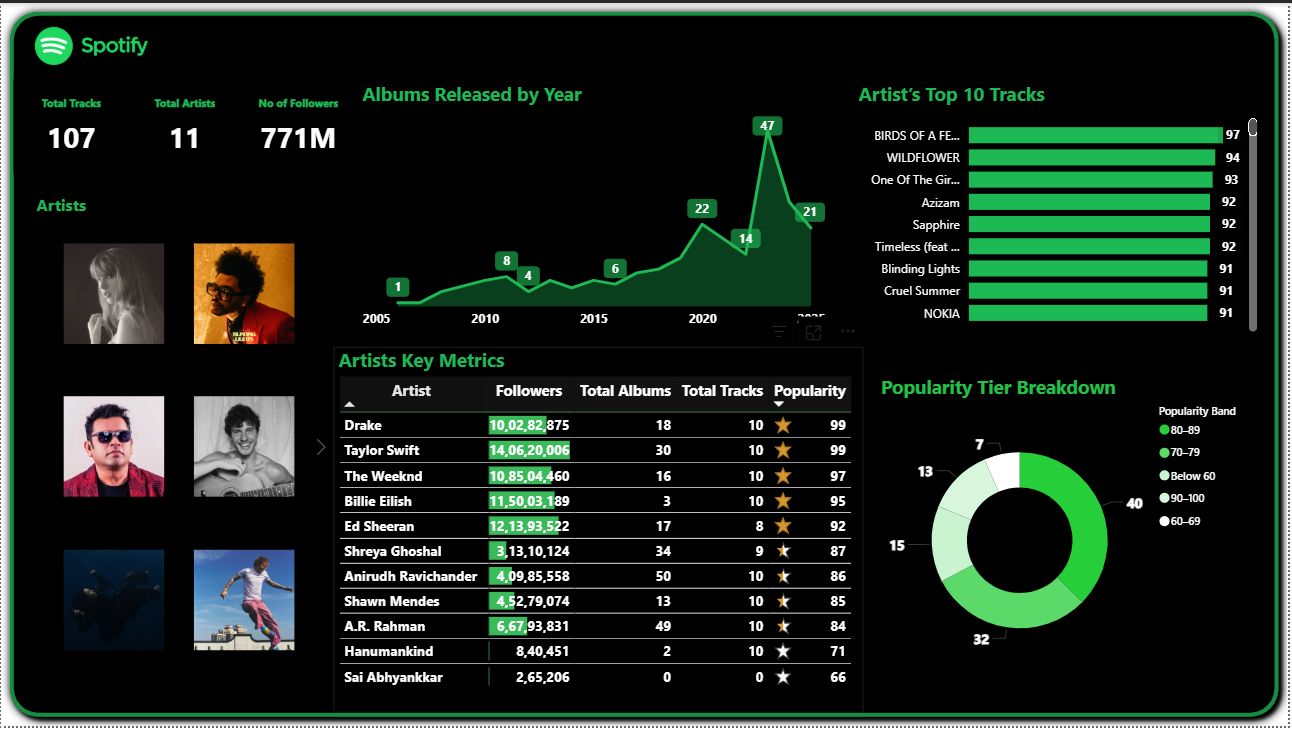 Spotify
Total Tracks
107
Total Artists
11
No of Followers
771M
Artists
Albums Released by Year
47
22
21
14
8
4
6
1
2005
2010
2015
2020
2025
Artist's Top 10 Tracks
BIRDS OF A FE... 97
WILDFLOWER 94
One Of The Gir... 93
Azizam 92
Sapphire 92
Timeless (feat ... 92
Blinding Lights 91
Cruel Summer 91
NOKIA 91
Artists Key Metrics
Artist Followers Total Albums Total Tracks Popularity
Drake 10,02,82,875 18 10 99
Taylor Swift 14,06,20,006 30 10 99
The Weeknd 10,85,04,460 16 10 97
Billie Eilish 11,50,03,189 3 10 95
Ed Sheeran 12,13,93,522 17 8 92
Shreya Ghoshal 3,13,10,124 34 9 87
Anirudh Ravichander 4,09,85,558 50 10 86
Shawn Mendes 4,52,79,074 13 10 85
A.R. Rahman 6,67,93,831 49 10 84
Hanumankind 8,40,451 2 10 71
Sai Abhyankkar 2,65,206 0 0 66
Popularity Tier Breakdown
7
13
15
32
40
Popularity Band
80–89
70–79
Below 60
90–100
60–69